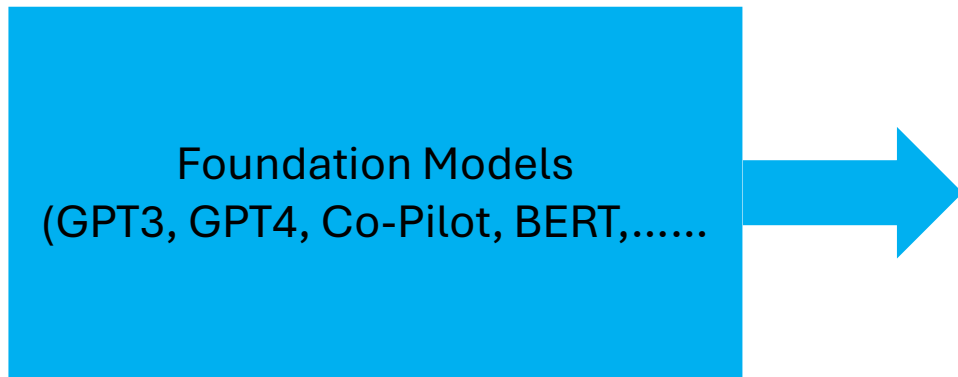 Foundation Models
(GPT3, GPT4, Co-Pilot, BERT,......